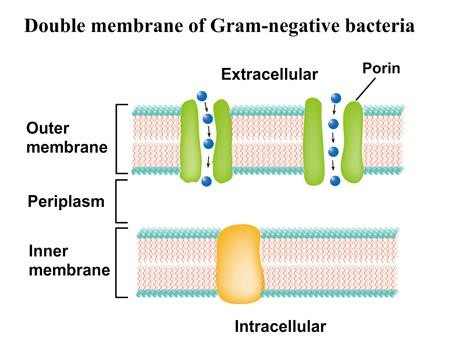 Double membrane of Gram-negative bacteria
Extracellular
Porin
Outer
membrane
Periplasm
Inner
membrane
Intracellular